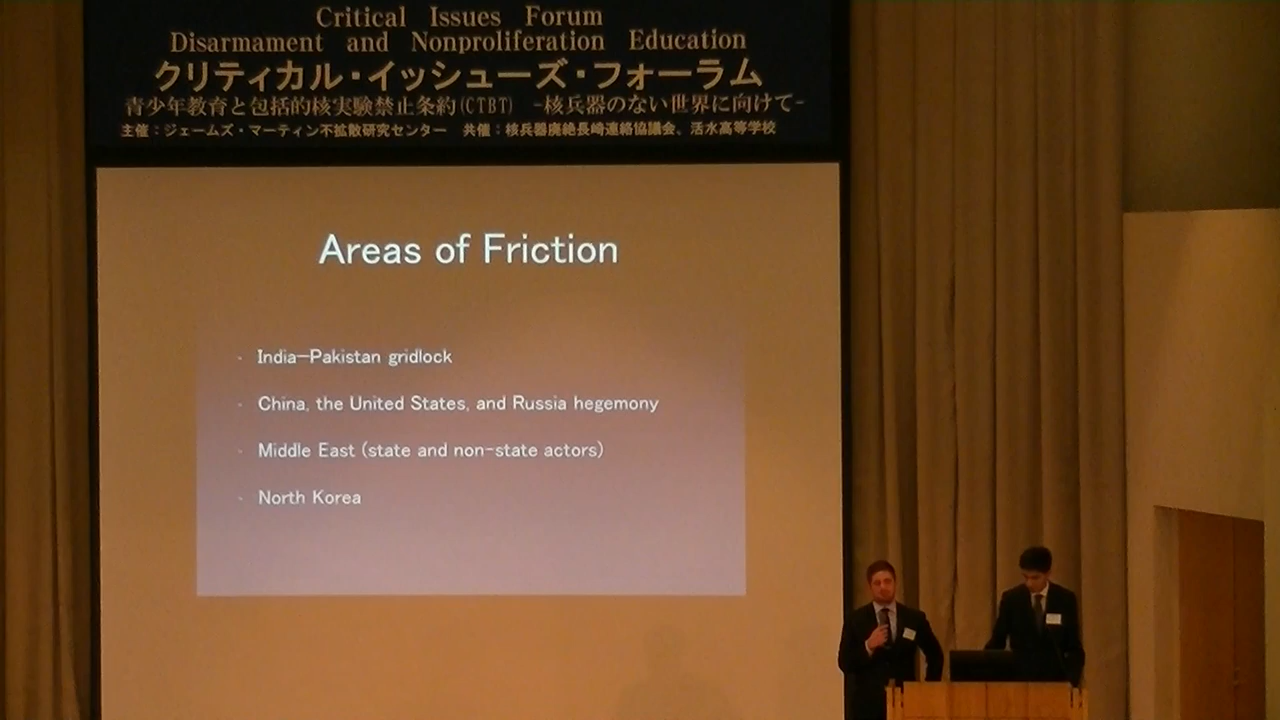 Critical Issues Forum
Disarmament and Nonproliferation Education
クリティカル・イッシューズ・フォーラム
青少年教育と包括的核実験禁止条約(CTBT) -核兵器のない世界に向けて-
主催：ジェームズ・マーティン不拡散研究センター 共催：核兵器廃絶長崎連絡協議会、活水高等学校
Areas of Friction
- India-Pakistan gridlock
- China, the United States, and Russia hegemony
- Middle East (state and non-state actors)
- North Korea